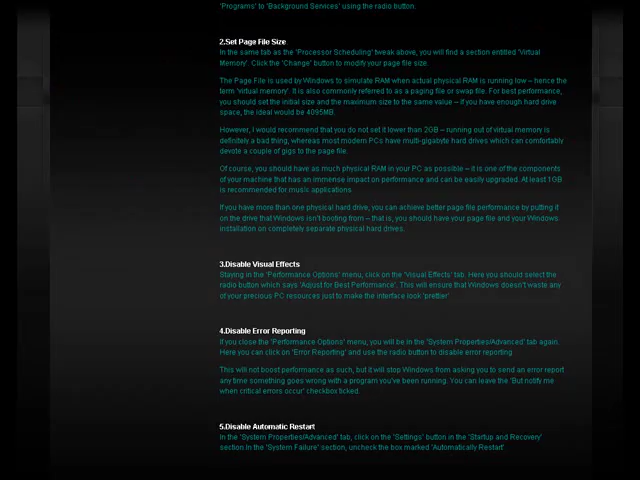 'Programs' to 'Background Services' using the radio button.
2.Set Page File Size
In the same tab as the 'Processor Scheduling' tweak above, you will find a section entitled 'Virtual
Memory'. Click the 'Change' button to modify your page file size.
The Page File is used by Windows to simulate RAM when actual physical RAM is running low – hence the
term 'virtual memory'. It is also commonly referred to as a paging file or swap file. For best performance,
you should set the initial size and the maximum size to the same value – if you have enough hard drive
space, the ideal would be 4095MB.
However, I would recommend that you do not set it lower than 2GB – running out of virtual memory is
definitely a bad thing, whereas most modern PCs have multi-gigabyte hard drives which can comfortably
devote a couple of gigs to the page file.
Of course, you should have as much physical RAM in your PC as possible – it is one of the components
of your machine that has an immense impact on performance and can be easily upgraded. At least 1GB
is recommended for music applications.
If you have more than one physical hard drive, you can achieve better page file performance by putting it
on the drive that Windows isn't booting from – that is, you should have your page file and your Windows
installation on completely separate physical hard drives.
3.Disable Visual Effects
Staying in the 'Performance Options' menu, click on the 'Visual Effects' tab. Here you should select the
radio button which says 'Adjust for Best Performance'. This will ensure that Windows doesn't waste any
of your precious PC resources just to make the interface look 'prettier'
4.Disable Error Reporting
If you close the 'Performance Options' menu, you will be in the 'System Properties/Advanced' tab again.
Here you can click on 'Error Reporting' and use the radio button to disable error reporting
This will not boost performance as such, but it will stop Windows from asking you to send an error report
any time something goes wrong with a program you've been running. You can leave the 'But notify me
when critical errors occur' checkbox ticked.
5.Disable Automatic Restart
In the 'System Properties/Advanced' tab, click on the 'Settings' button in the 'Startup and Recovery'
section.In the 'System Failure' section, uncheck the box marked 'Automatically Restart'.